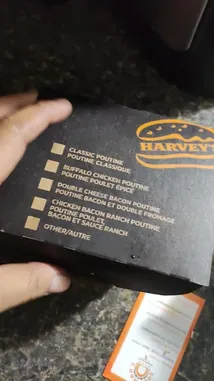 HARVEY'S
CLASSIC POUTINE
POUTINE CLASSIQUE
BUFFALO CHICKEN POUTINE
POUTINE POULET ÉPICÉ
DOUBLE CHEESE BACON POUTINE
POUTINE BACON ET DOUBLE FROMAGE
CHICKEN BACON RANCH POUTINE
POUTINE POULET,
BACON ET SAUCE RANCH
OTHER/AUTRE